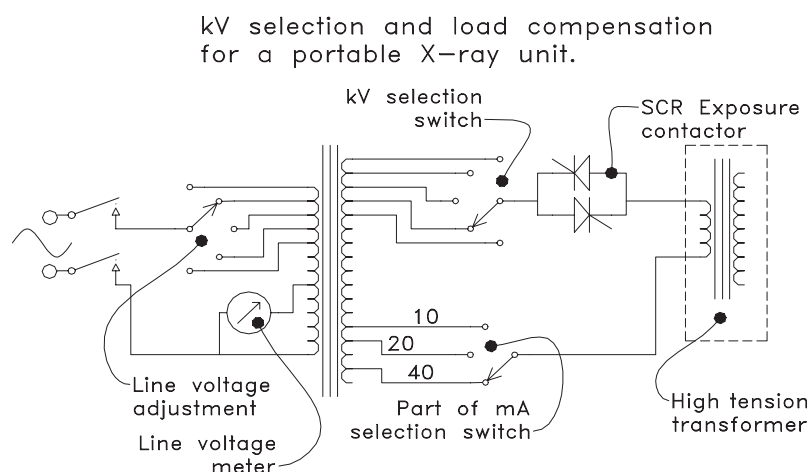 kV selection and load compensation
for a portable X-ray unit.
kV selection
switch
SCR Exposure
contactor
10
20
40
Line voltage
adjustment
Line voltage
meter
Part of mA
selection switch
High tension
transformer